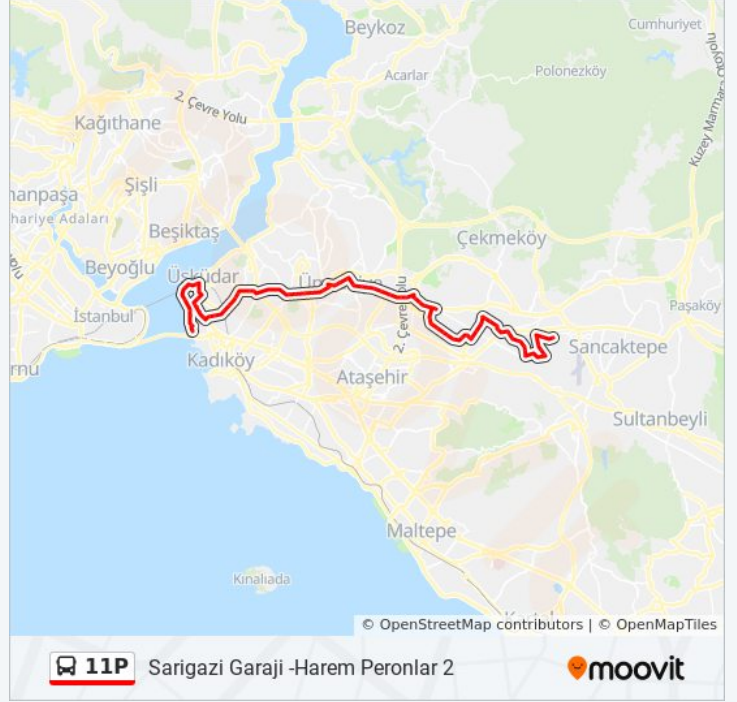 Beykoz
Cumhuriyet
Acarlar
Polonezköy
2. Çevre Yolu
Kağıthane
Kuzey Marmara Otoyolu
Şişli
manpaşa
hariye Adaları
Beşiktaş
Çekmeköy
Beyoğlu
Üsküdar
Paşaköy
İstanbul
2. Çevre Yolu
Sancaktepe
Kadıköy
rnu
Ataşehir
Sultanbeyli
Maltepe
Kınalıada
© OpenStreetMap contributors | © OpenMapTiles
11P Sarigazi Garaji -Harem Peronlar 2 moovit